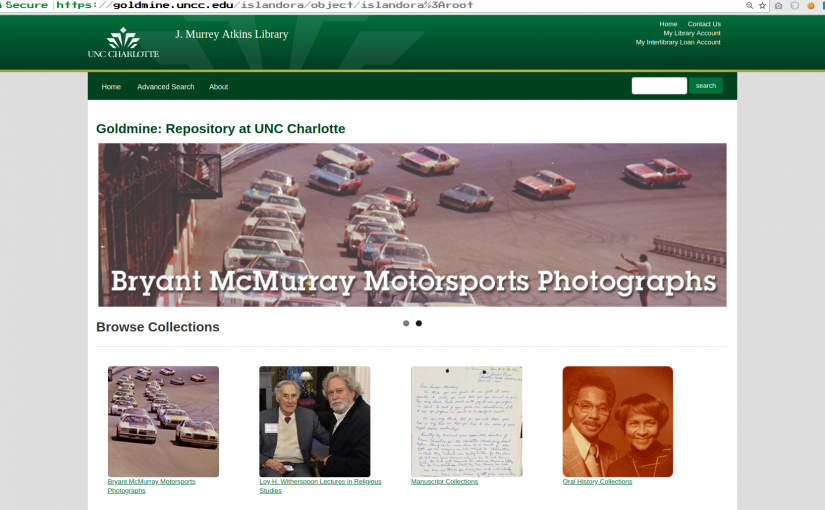 Secure | https://goldmine.uncc.edu/islandora/object/islandora%3Aroot
Home Contact Us
My Library Account
My Interlibrary Loan Account
UNC CHARLOTTE
J. Murrey Atkins Library
Home Advanced Search About search
Goldmine: Repository at UNC Charlotte
Bryant McMurray Motorsports Photographs
Browse Collections
Bryant McMurray Motorsports
Photographs
Loy H. Witherspoon Lectures in Religious
Studies
Manuscript Collections
Oral History Collections